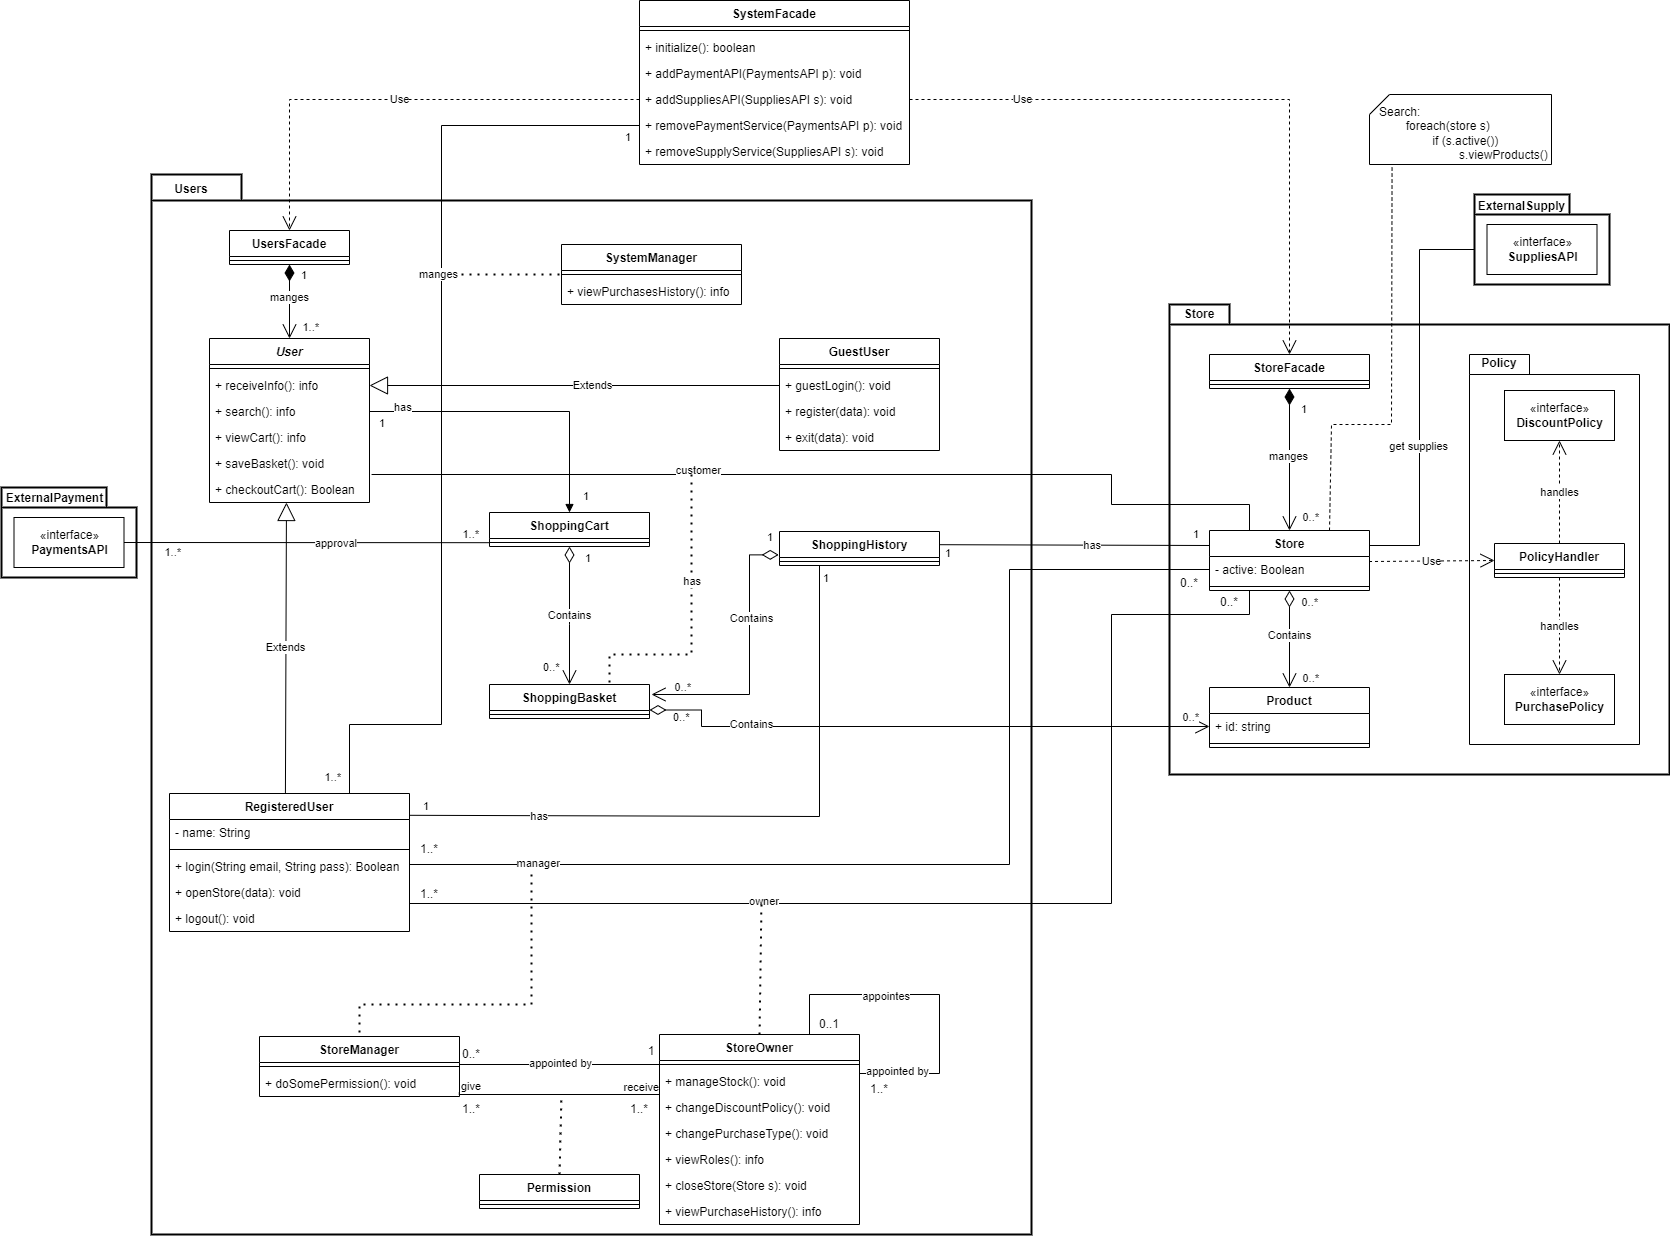 SystemFacade
+ initialize(): boolean
+ addPaymentAPI(PaymentsAPI p): void
+ addSuppliesAPI(SuppliesAPI s): void
+ removePaymentService(PaymentsAPI p): void
+ removeSupplyService(SuppliesAPI s): void
Use
Use
1
Search:
foreach(store s)
if (s.active())
s.viewProducts()
Users
UsersFacade
1
manges
1..*
manges
SystemManager
+ viewPurchasesHistory(): info
ExternalSupply
«interface»
SuppliesAPI
User
+ receiveInfo(): info
+ search(): info
+ viewCart(): info
+ saveBasket(): void
+ checkoutCart(): Boolean
Extends
has
1
GuestUser
+ guestLogin(): void
+ register(data): void
+ exit(data): void
customer
Store
StoreFacade
1
manges
0..*
get supplies
Policy
«interface»
DiscountPolicy
handles
ExternalPayment
«interface»
PaymentsAPI
1..*
approval
1..*
1
ShoppingCart
1
Contains
0..*
has
1
ShoppingHistory
1
1
has
1
Contains
0..*
Store
- active: Boolean
0..*
0..*
0..*
Use
PolicyHandler
handles
«interface»
PurchasePolicy
Contains
0..*
Product
+ id: string
ShoppingBasket
0..*
Contains
0..*
Extends
1..*
RegisteredUser
- name: String
+ login(String email, String pass): Boolean
+ openStore(data): void
+ logout(): void
1
has
1..*
manager
1..*
owner
StoreManager
+ doSomePermission(): void
0..*
appointed by
1
give
receive
1..*
1..*
Permission
appointes
0..1
StoreOwner
+ manageStock(): void
+ changeDiscountPolicy(): void
+ changePurchaseType(): void
+ viewRoles(): info
+ closeStore(Store s): void
+ viewPurchaseHistory(): info
appointed by
1..*